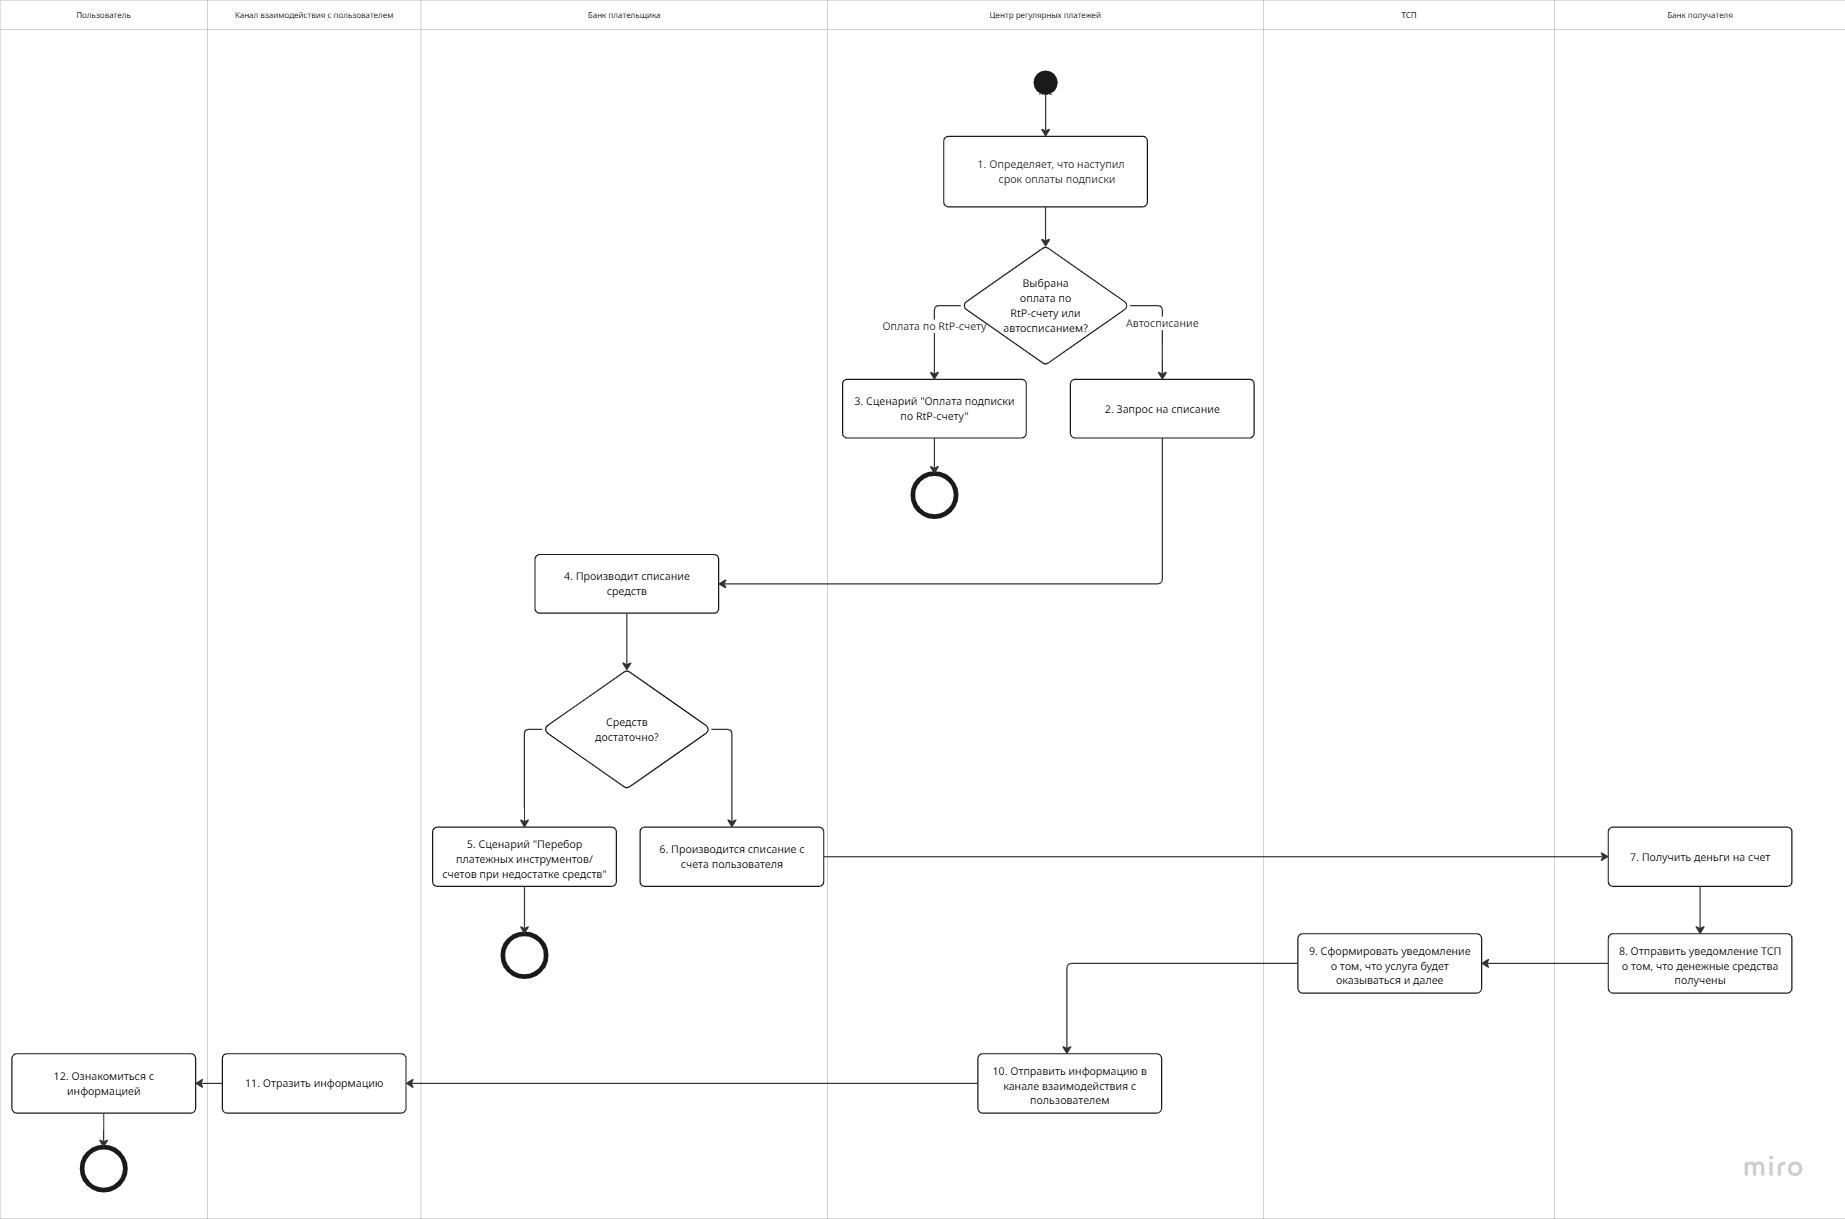 Пользователь
Канал взаимодействия с пользователем
Банк плательщика
Центр регулярных платежей
ТСП
Банк получателя
1. Определяет, что наступил
срок оплаты подписки
Выбрана
оплата по
RtP-счету или
автосписанием?
Оплата по RtP-счету
Автосписание
3. Сценарий "Оплата подписки
по RtP-счету"
2. Запрос на списание
4. Производит списание
средств
Средств
достаточно?
5. Сценарий "Перебор
платежных инструментов/
счетов при недостатке средств"
6. Производится списание с
счета пользователя
7. Получить деньги на счет
9. Сформировать уведомление
о том, что услуга будет
оказываться и далее
8. Отправить уведомление ТСП
о том, что денежные средства
получены
12. Ознакомиться с
информацией
11. Отразить информацию
10. Отправить информацию в
канале взаимодействия с
пользователем
miro